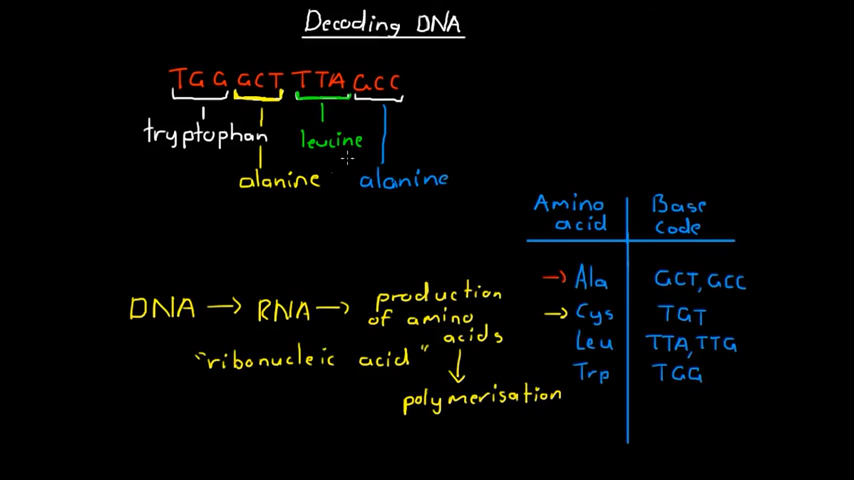 Decoding DNA
TGG GCT TTA GCC
tryptophan
leucine
alanine
alanine
Amino acid
Base code
Ala
GCT, GCC
Cys
TGT
Leu
TTA, TTG
Trp
TGG
DNA → RNA → production
of amino
acids
"ribonucleic acid"
polymerisation